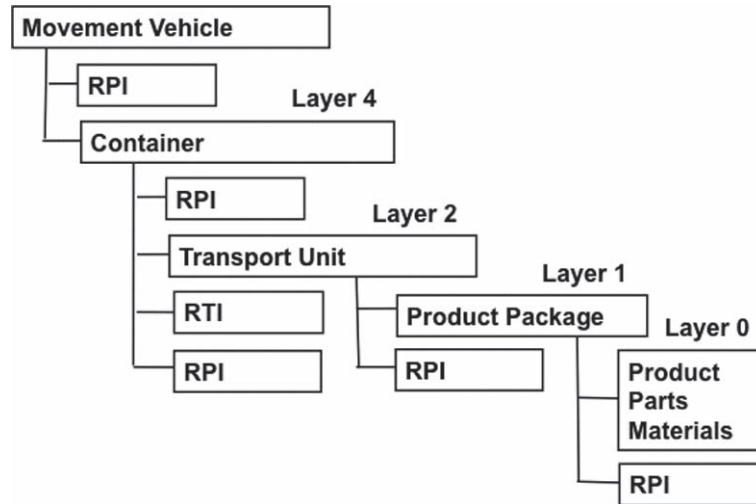 Movement Vehicle
RPI
Layer 4
Container
RPI
Layer 2
Transport Unit
Layer 1
RTI
Product Package
Layer 0
RPI
RPI
Product
Parts
Materials
RPI